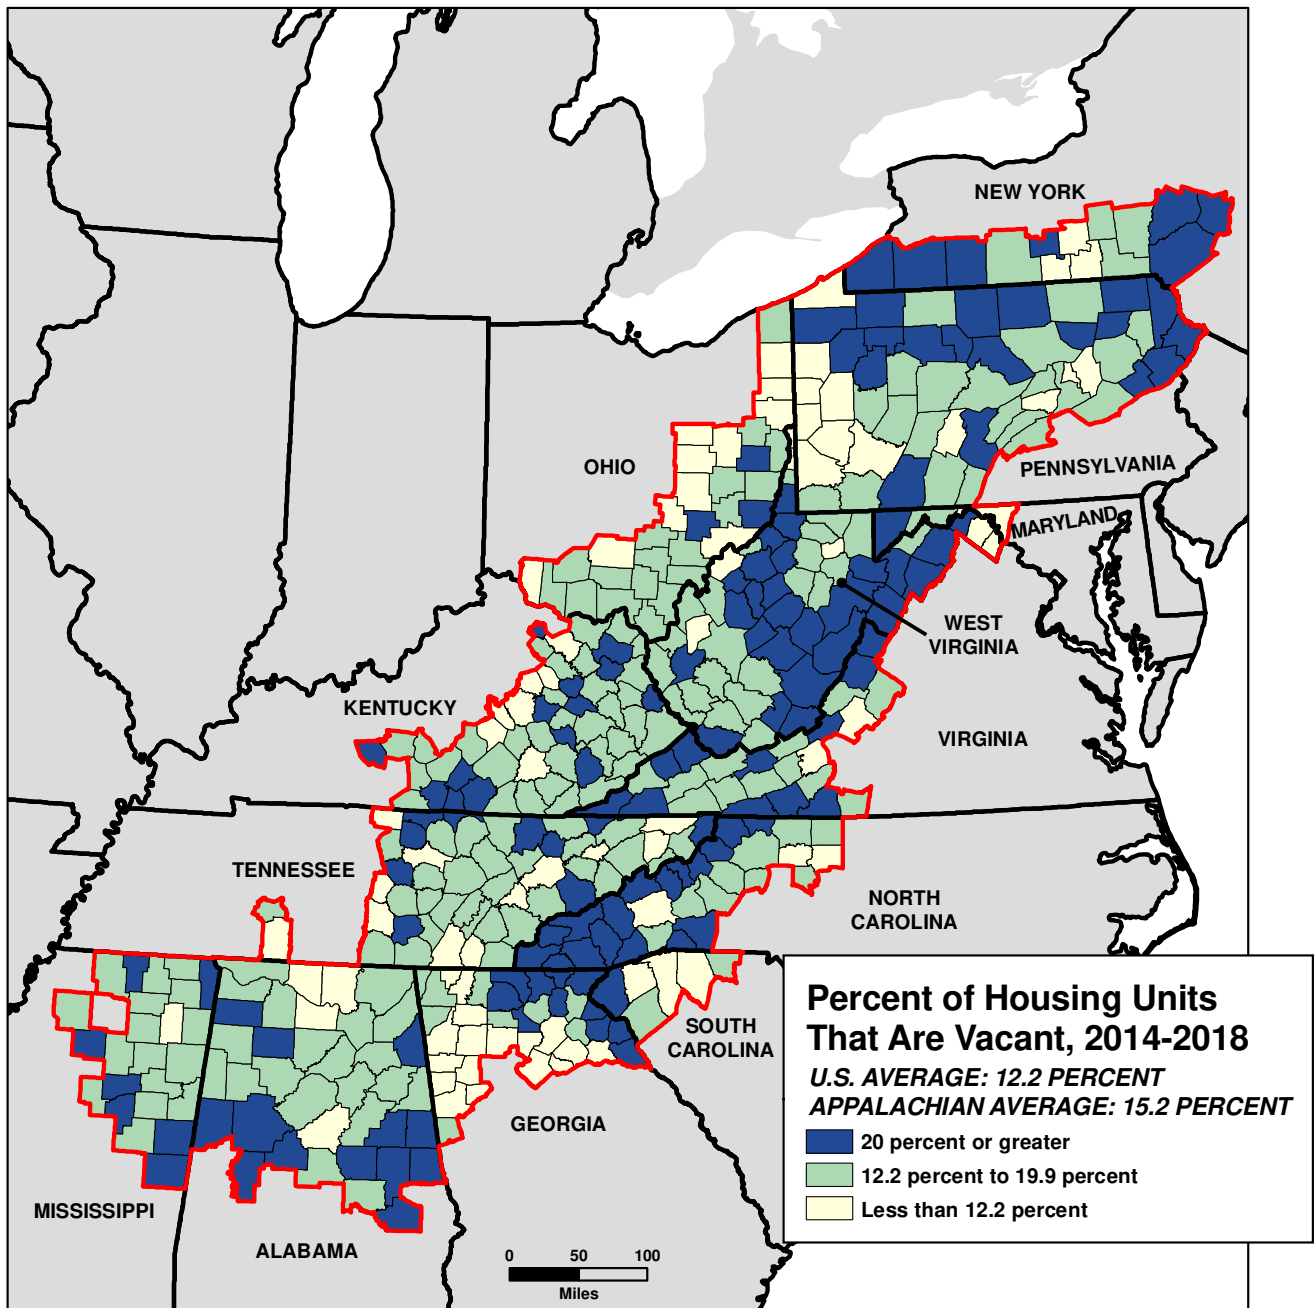 NEW YORK
OHIO
PENNSYLVANIA
MARYLAND
WEST
VIRGINIA
KENTUCKY
VIRGINIA
TENNESSEE
NORTH
CAROLINA
SOUTH
CAROLINA
GEORGIA
MISSISSIPPI
ALABAMA
Percent of Housing Units
That Are Vacant, 2014-2018
U.S. AVERAGE: 12.2 PERCENT
APPALACHIAN AVERAGE: 15.2 PERCENT
20 percent or greater
12.2 percent to 19.9 percent
Less than 12.2 percent
0 50 100
Miles